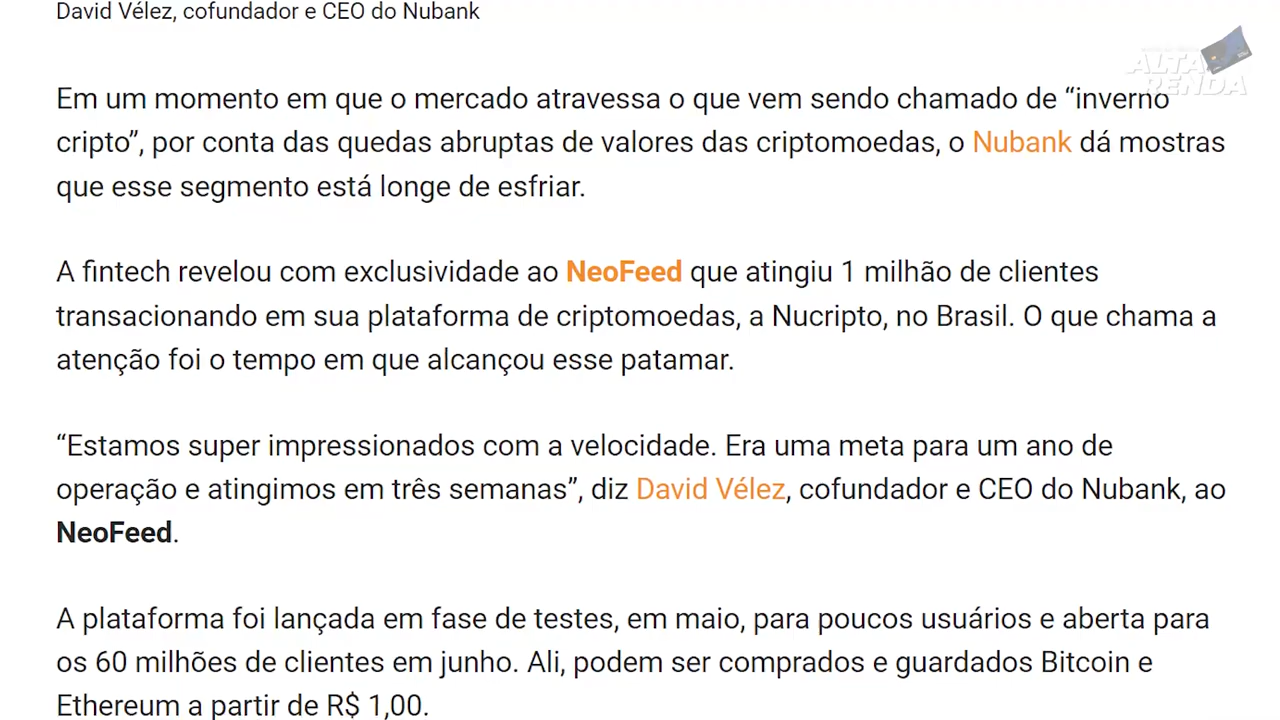 David Vélez, cofundador e CEO do Nubank
ALTA
RENDA
Em um momento em que o mercado atravessa o que vem sendo chamado de “inverno
cripto”, por conta das quedas abruptas de valores das criptomoedas, o Nubank dá mostras
que esse segmento está longe de esfriar.
A fintech revelou com exclusividade ao NeoFeed que atingiu 1 milhão de clientes
transacionando em sua plataforma de criptomoedas, a Nucripto, no Brasil. O que chama a
atenção foi o tempo em que alcançou esse patamar.
“Estamos super impressionados com a velocidade. Era uma meta para um ano de
operação e atingimos em três semanas”, diz David Vélez, cofundador e CEO do Nubank, ao
NeoFeed.
A plataforma foi lançada em fase de testes, em maio, para poucos usuários e aberta para
os 60 milhões de clientes em junho. Ali, podem ser comprados e guardados Bitcoin e
Ethereum a partir de R$ 1,00.